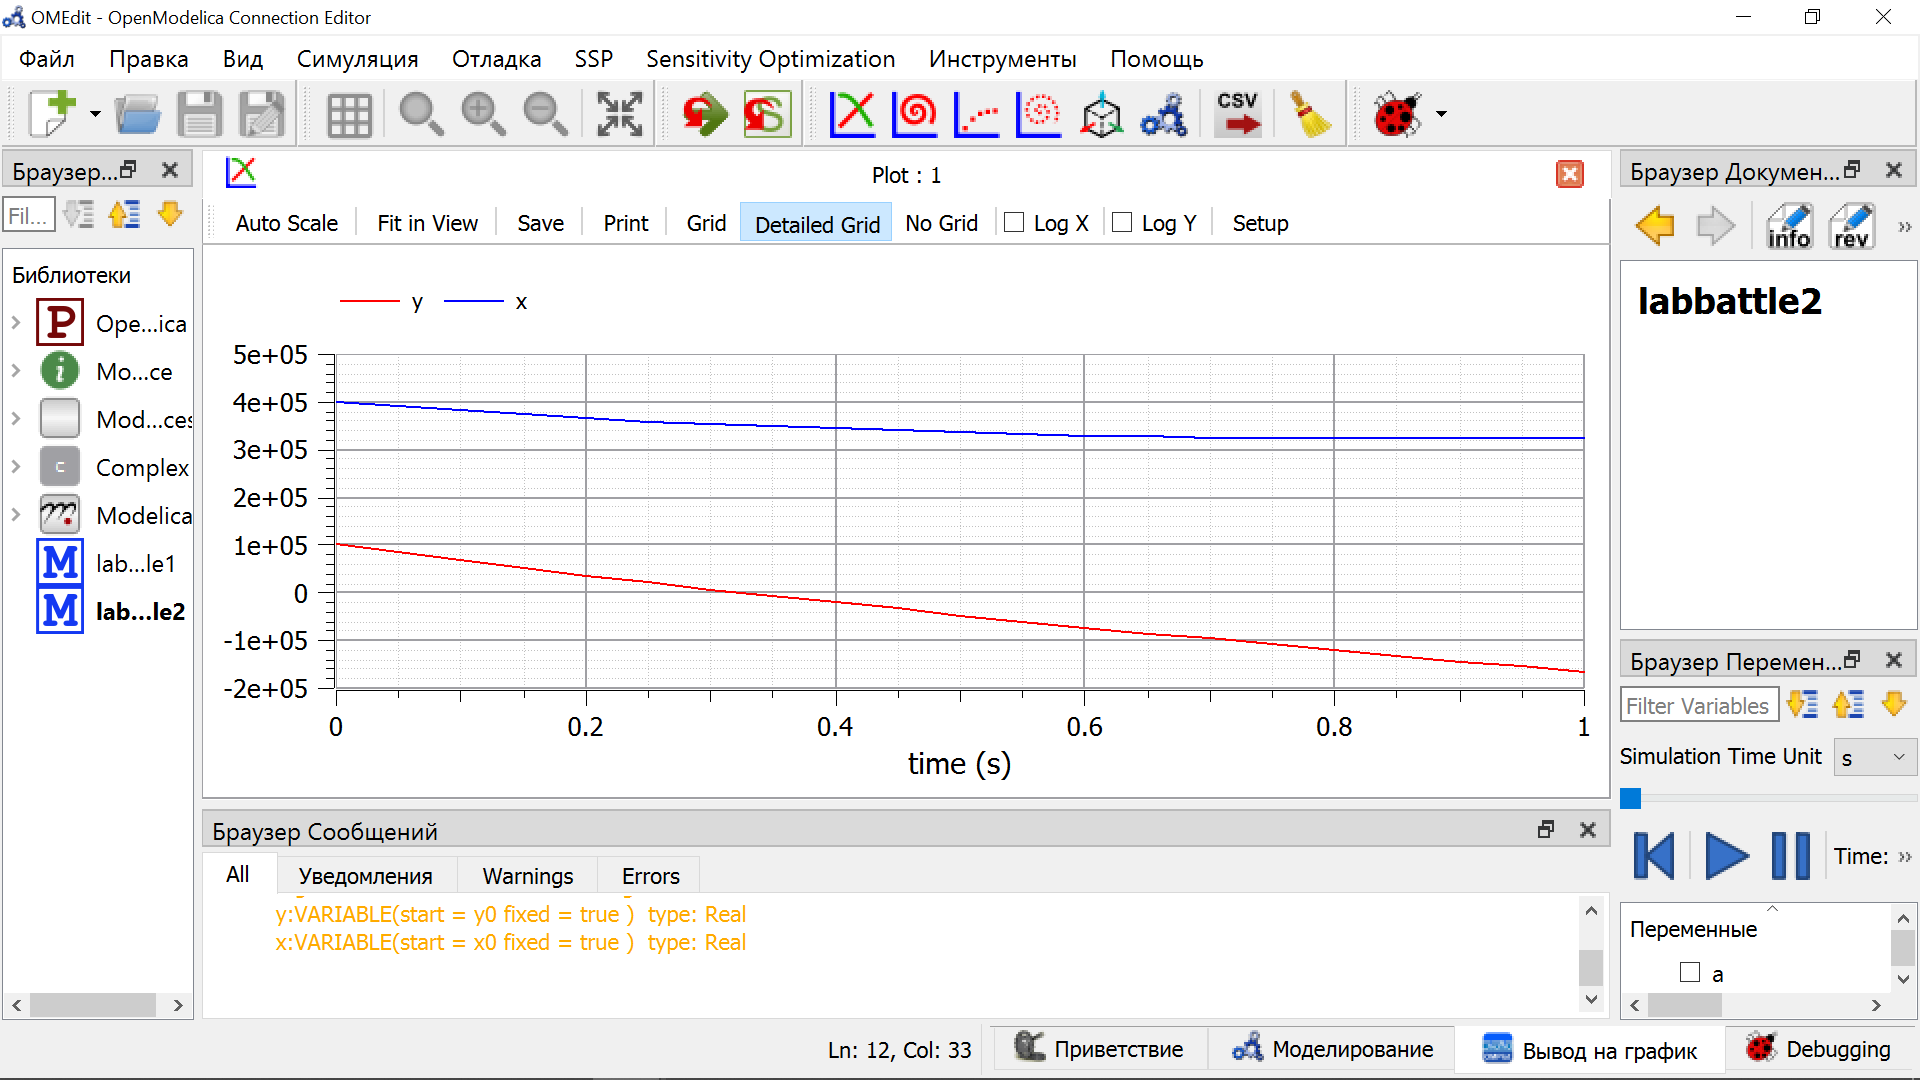 OMEdit - OpenModelica Connection Editor
Файл Правка Вид Симуляция Отладка SSP Sensitivity Optimization Инструменты Помощь
CSV
Браузер...
Fil...
Библиотеки
P Ope...ica
i Mo...ce
Mod...ces
C Complex
Modelica
M lab...le1
M lab...le2
Plot : 1
Auto Scale Fit in View Save Print Grid Detailed Grid No Grid Log X Log Y Setup
y x
5e+05
4e+05
3e+05
2e+05
1e+05
0
-1e+05
-2e+05
0 0.2 0.4 0.6 0.8 1
time (s)
Браузер Сообщений
All Уведомления Warnings Errors
y:VARIABLE(start = y0 fixed = true )  type: Real
x:VARIABLE(start = x0 fixed = true )  type: Real
Браузер Докумен...
info rev »
labbattle2
Браузер Перемен...
Filter Variables
Simulation Time Unit s
Time: »
Переменные
a
Ln: 12, Col: 33 Приветствие Моделирование Вывод на график Debugging